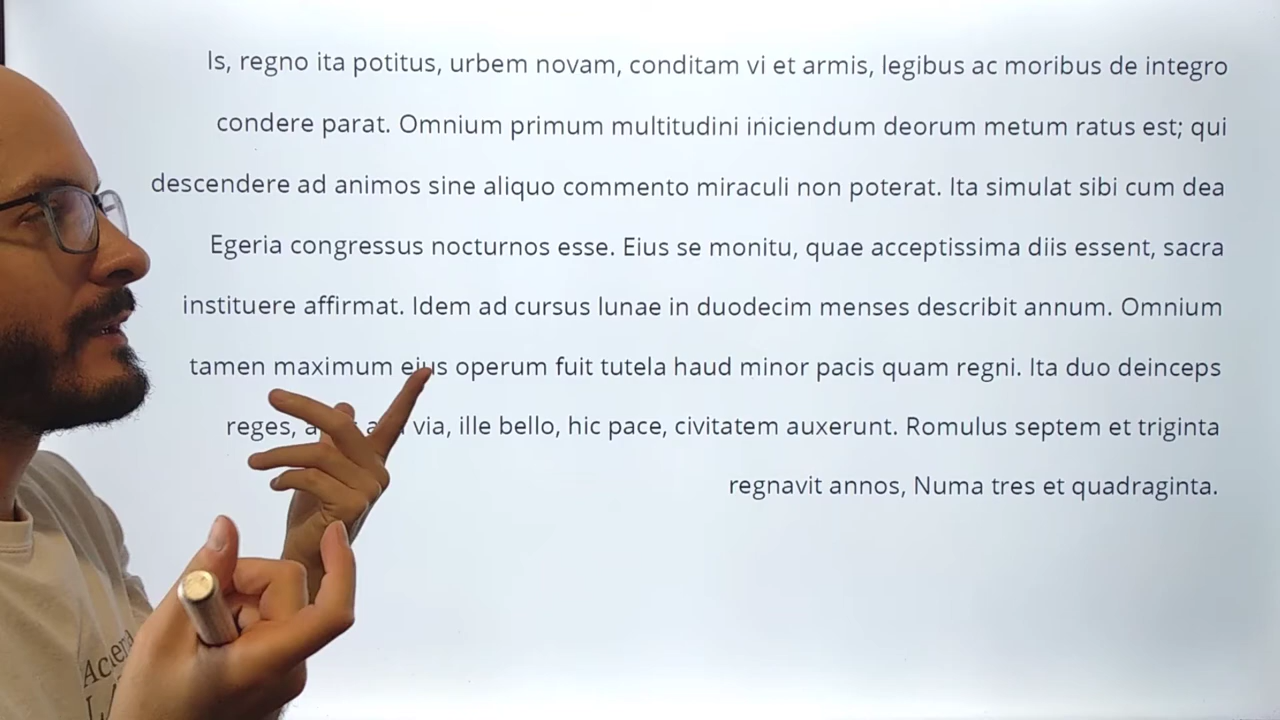 Is, regno ita potitus, urbem novam, conditam vi et armis, legibus ac moribus de integro
condere parat. Omnium primum multitudini iniciendum deorum metum ratus est; qui
descendere ad animos sine aliquo commento miraculi non poterat. Ita simulat sibi cum dea
Egeria congressus nocturnos esse. Eius se monitu, quae acceptissima diis essent, sacra
instituere affirmat. Idem ad cursus lunae in duodecim menses describit annum. Omnium
tamen maximum eius operum fuit tutela haud minor pacis quam regni. Ita duo deinceps
reges, via, ille bello, hic pace, civitatem auxerunt. Romulus septem et triginta
regnavit annos, Numa tres et quadraginta.